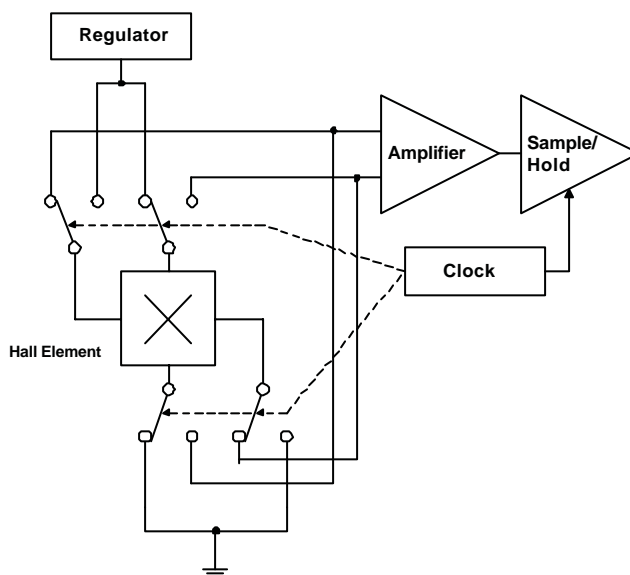 Regulator
Amplifier
Sample/
Hold
Clock
Hall Element